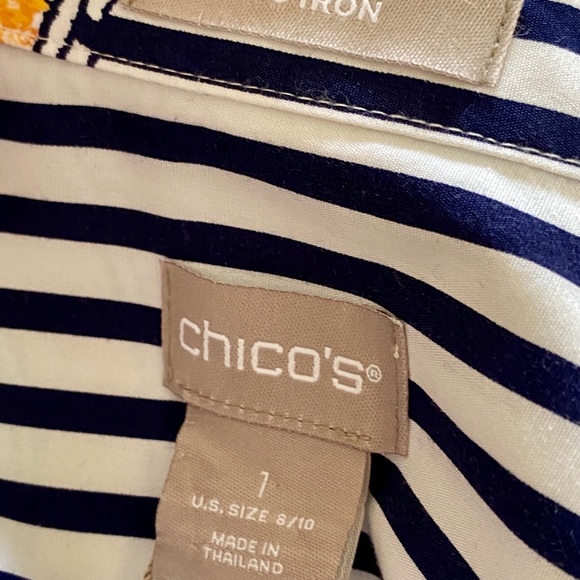 IRON
chico's®
1
U.S. SIZE 8/10
MADE IN
THAILAND